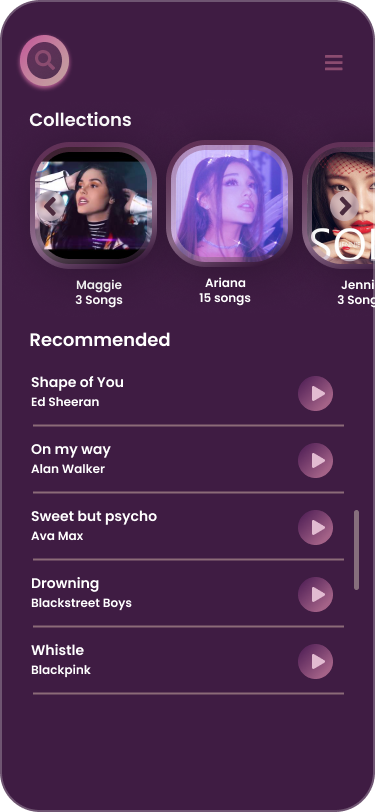 Collections
SOL
Maggie
3 Songs
Ariana
15 songs
Jenni
3 Song
Recommended
Shape of You
Ed Sheeran
On my way
Alan Walker
Sweet but psycho
Ava Max
Drowning
Blackstreet Boys
Whistle
Blackpink